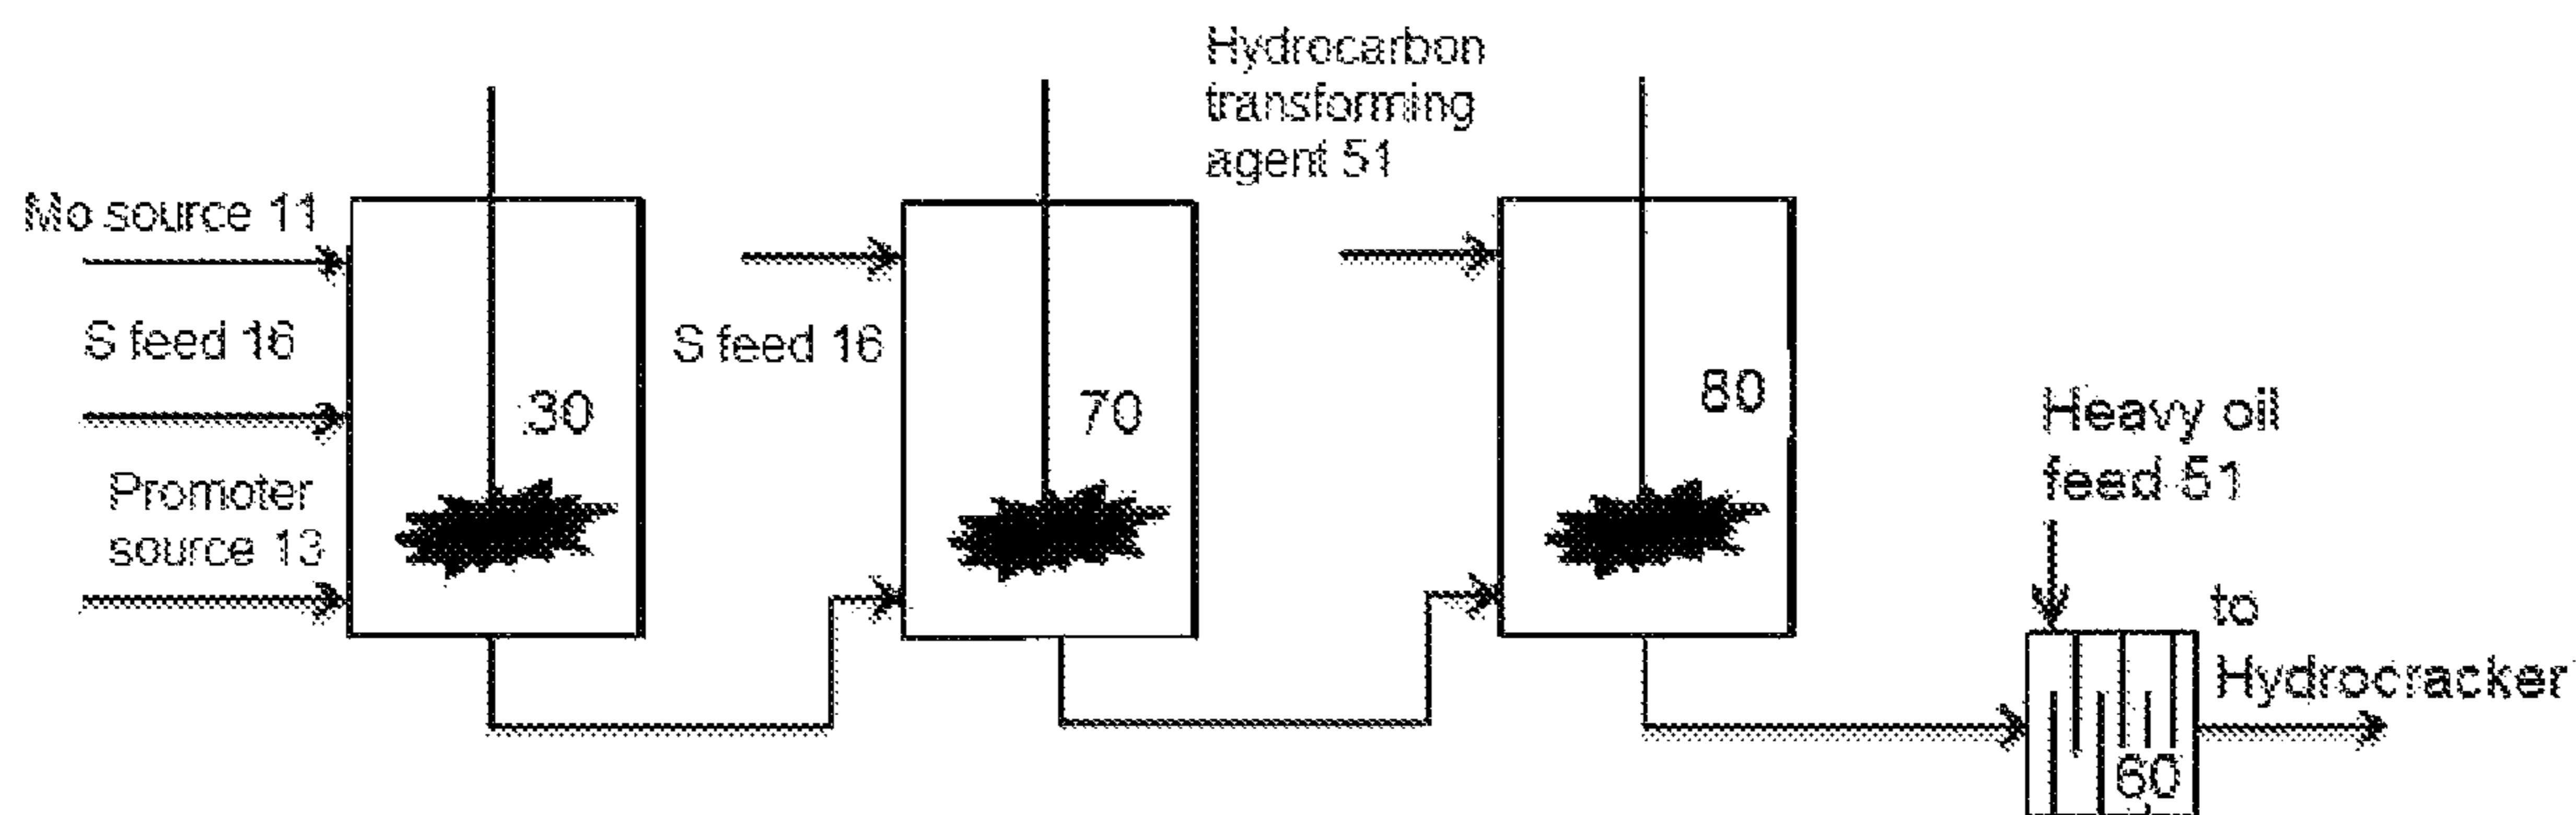 Hydrocarbon
transforming
agent 51
Mo source 11
S feed 16
S feed 16
30
70
80
Promoter
source 13
Heavy oil
feed 51
to
Hydrocracker
60